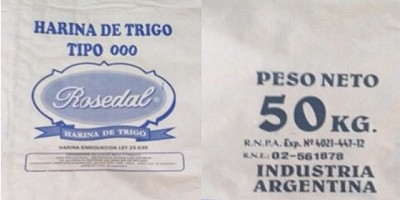 HARINA DE TRIGO
TIPO 000
Rosedal
HARINA DE TRIGO
HARINA ENRIQUECIDA LEY 25.630
PESO NETO
50 KG.
R.N.P.A. Exp. Nº 4021-447-12
R.N.E.: 02-561878
INDUSTRIA
ARGENTINA